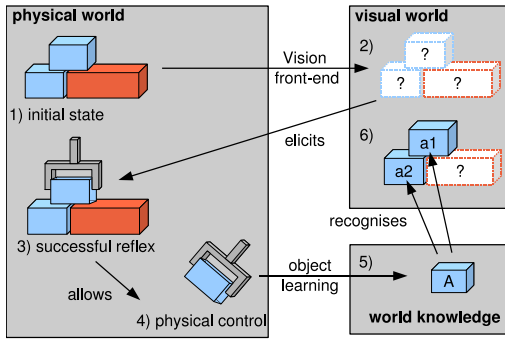 physical world
1) initial state
Vision
front-end
visual world
2)
?
?
?
elicits
3) successful reflex
6)
a1
a2
?
recognises
allows
4) physical control
object
learning
5)
A
world knowledge